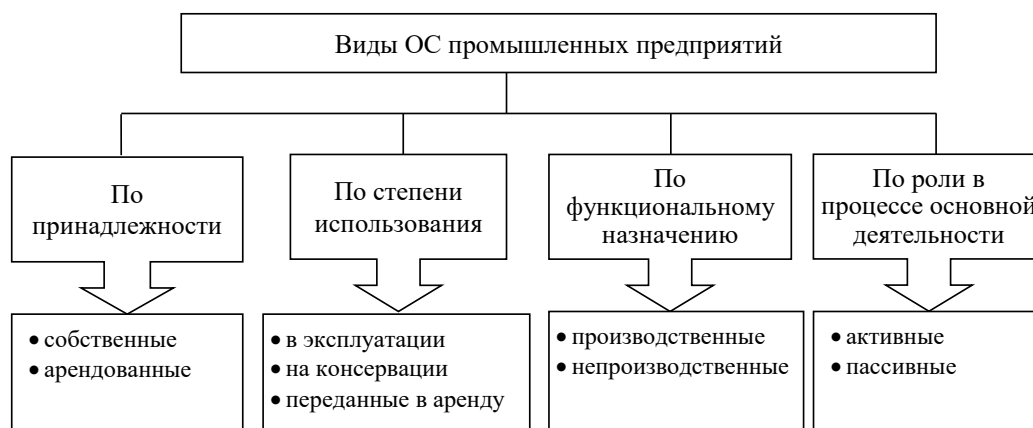 Виды ОС промышленных предприятий
По
принадлежности
По степени
использования
По
функциональному
назначению
По роли в
процессе основной
деятельности
• собственные
• арендованные
• в эксплуатации
• на консервации
• переданные в аренду
• производственные
• непроизводственные
• активные
• пассивные